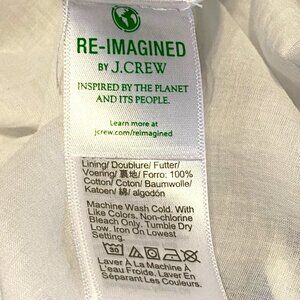 RE-IMAGINED
BY J.CREW
INSPIRED BY THE PLANET
AND ITS PEOPLE.
Learn more at
jcrew.com/reimagined
Lining/ Doublure/ Futter/
Voering/ 裏地/ Forro: 100%
Cotton/ Coton/ Baumwolle/
Katoen/ 綿/ algodón
Machine Wash Cold. With
Like Colors. Non-chlorine
Bleach Only. Tumble Dry
Low. Iron On Lowest
Setting.
30
Laver À La Machine À
L'eau Froide. Laver En
Séparant Les Couleurs.